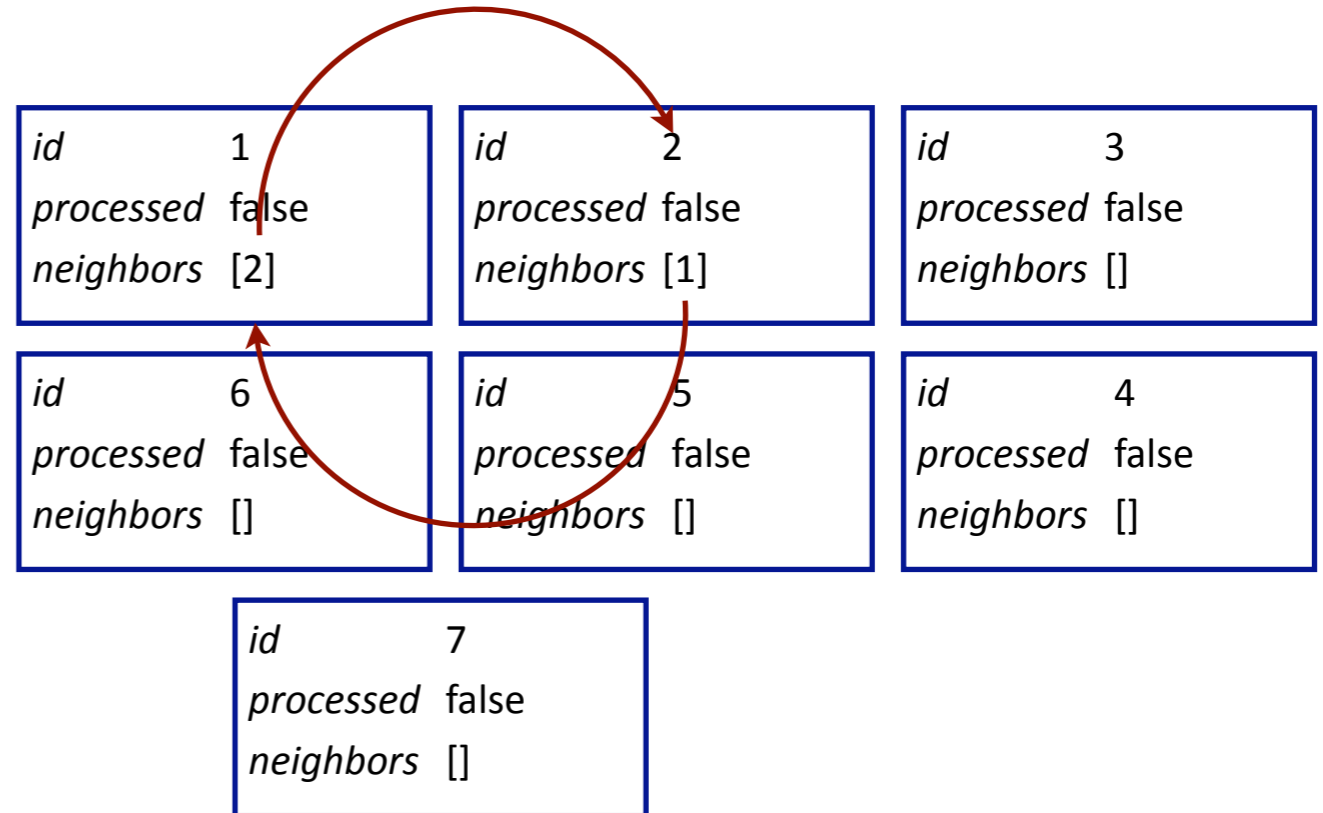 id 1
processed false
neighbors [2]
id 2
processed false
neighbors [1]
id 3
processed false
neighbors []
id 6
processed false
neighbors []
id 5
processed false
neighbors []
id 4
processed false
neighbors []
id 7
processed false
neighbors []